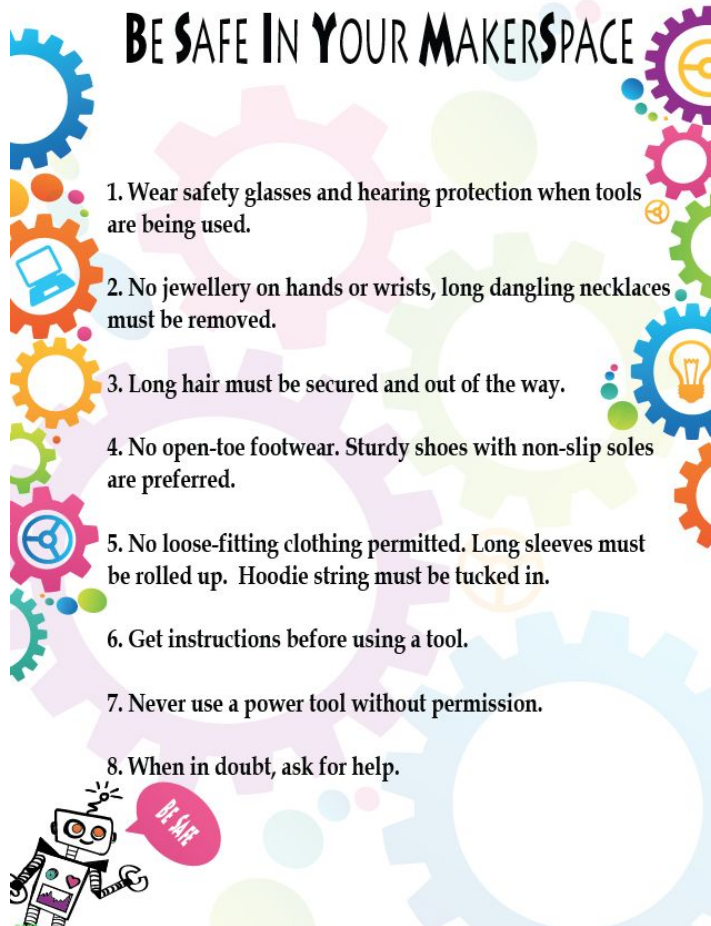 BE SAFE IN YOUR MAKERSPACE
1. Wear safety glasses and hearing protection when tools
are being used.
2. No jewellery on hands or wrists, long dangling necklaces
must be removed.
3. Long hair must be secured and out of the way.
4. No open-toe footwear. Sturdy shoes with non-slip soles
are preferred.
5. No loose-fitting clothing permitted. Long sleeves must
be rolled up.  Hoodie string must be tucked in.
6. Get instructions before using a tool.
7. Never use a power tool without permission.
8. When in doubt, ask for help.
BE SAFE